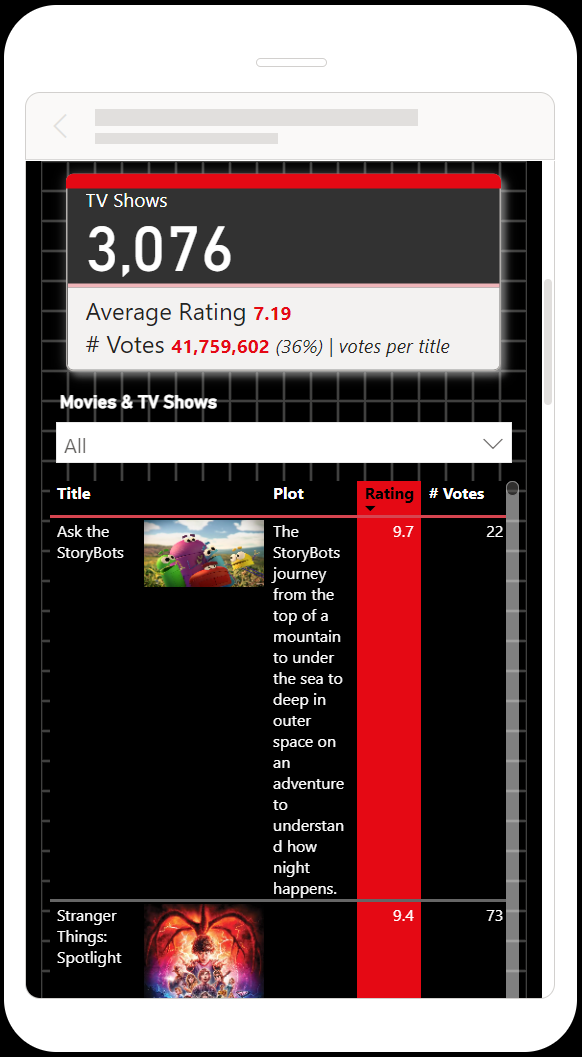 TV Shows
3,076
Average Rating 7.19
# Votes 41,759,602 (36%) | votes per title
Movies & TV Shows
All
Title Plot Rating # Votes
Ask the
StoryBots
The
StoryBots
journey
from the
top of a
mountain
to under
the sea to
deep in
outer
space on
an
adventure
to
understan
d how
night
happens.
9.7
22
Stranger
Things:
Spotlight
9.4
73